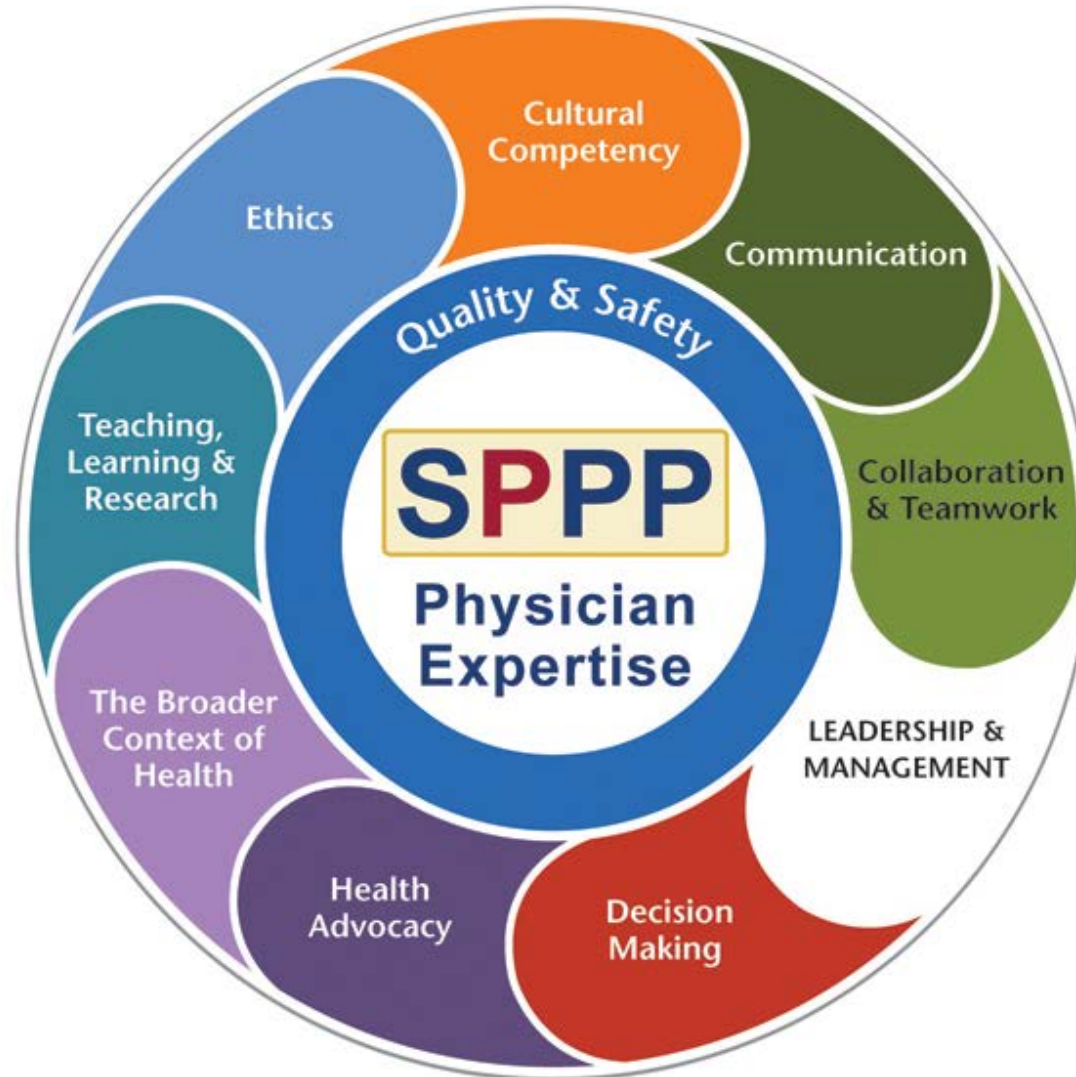 Cultural
Competency
Communication
Collaboration
& Teamwork
LEADERSHIP &
MANAGEMENT
Decision
Making
Health
Advocacy
The Broader
Context of
Health
Teaching,
Learning &
Research
Ethics
Quality & Safety
SPPP
Physician
Expertise